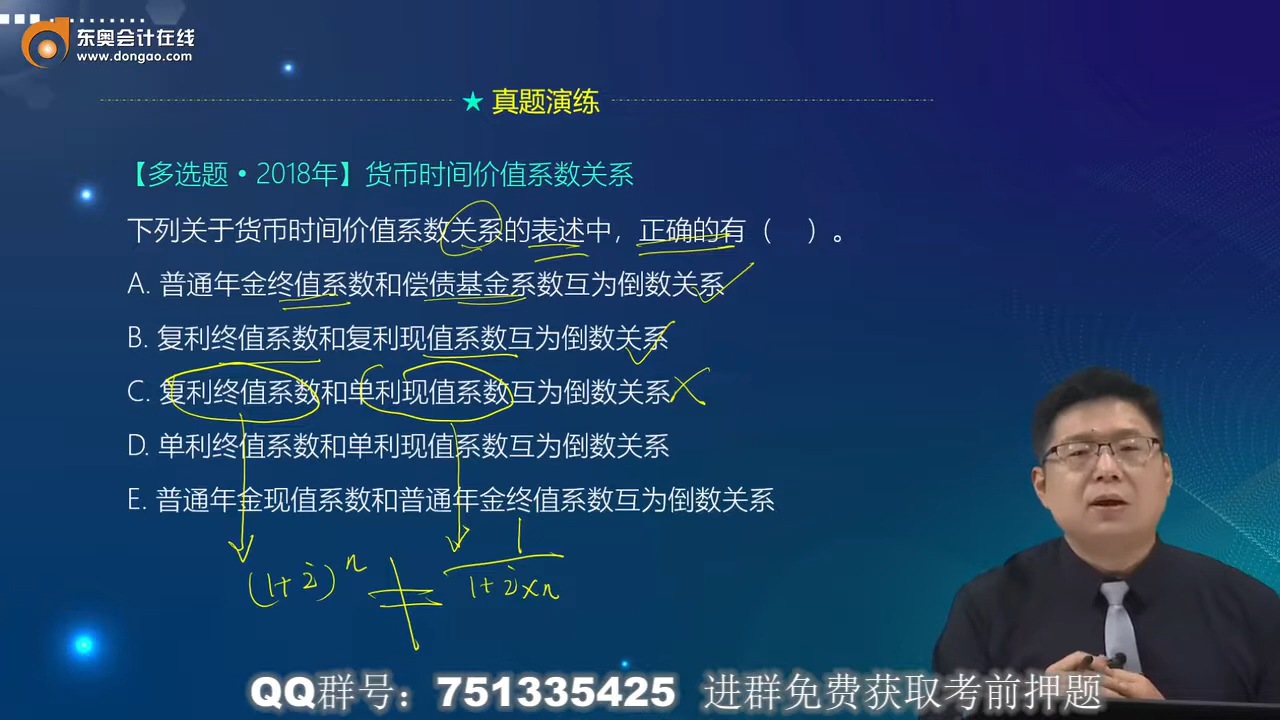 东奥会计在线
www.dongao.com
★ 真题演练
【多选题•2018年】货币时间价值系数关系
下列关于货币时间价值系数关系的表述中，正确的有（ ）。
A. 普通年金终值系数和偿债基金系数互为倒数关系
B. 复利终值系数和复利现值系数互为倒数关系
C. 复利终值系数和单利现值系数互为倒数关系
D. 单利终值系数和单利现值系数互为倒数关系
E. 普通年金现值系数和普通年金终值系数互为倒数关系
(1+i)^n ≠ 1/(1+i×n)
QQ群号：751335425 进群免费获取考前押题